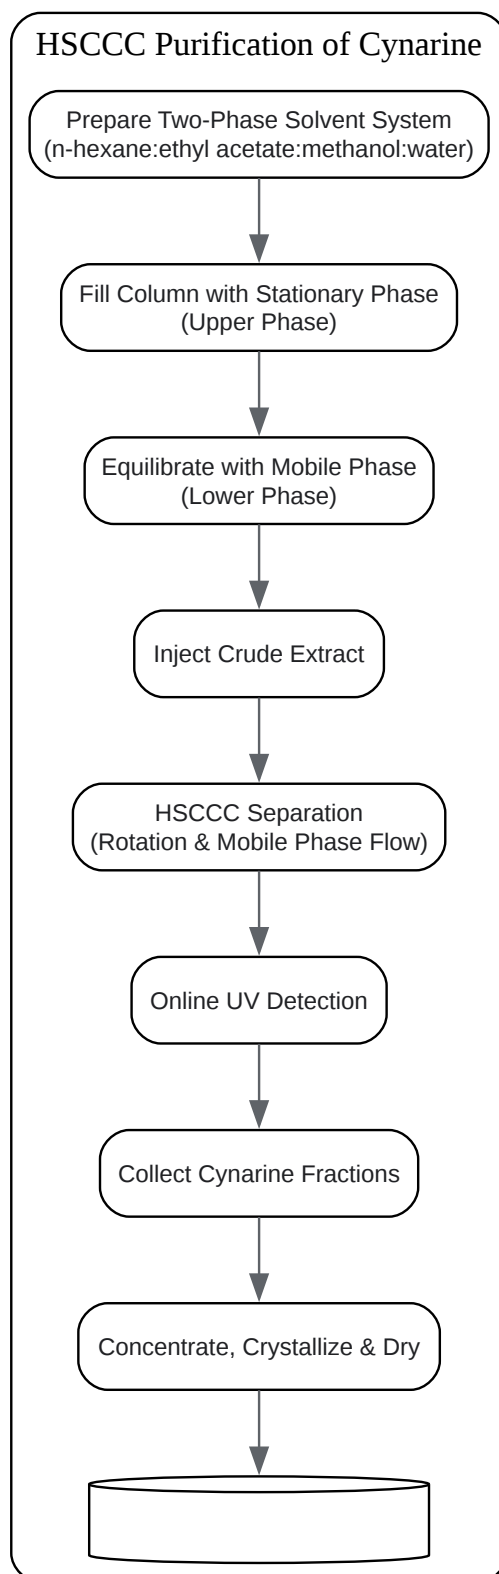 HSCCC Purification of Cynarine
Prepare Two-Phase Solvent System
(n-hexane:ethyl acetate:methanol:water)
Fill Column with Stationary Phase
(Upper Phase)
Equilibrate with Mobile Phase
(Lower Phase)
Inject Crude Extract
HSCCC Separation
(Rotation & Mobile Phase Flow)
Online UV Detection
Collect Cynarine Fractions
Concentrate, Crystallize & Dry